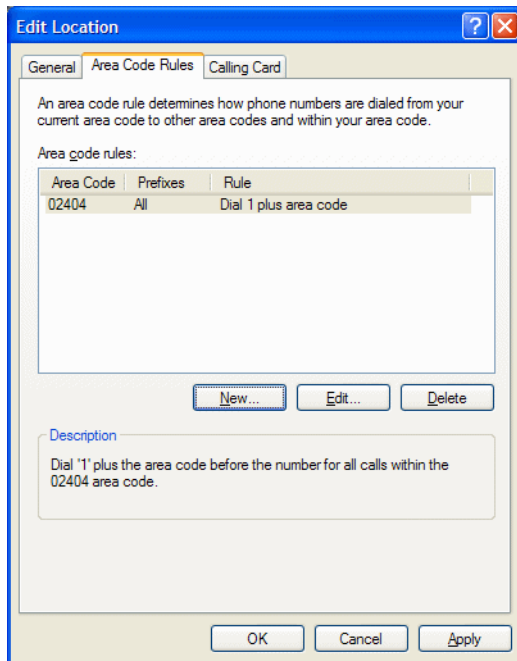 Edit Location
General Area Code Rules Calling Card
An area code rule detemines how phone numbers are dialed from your
current area code to other area codes and within your area code.
Area code rules:
Area Code Prefixes Rule
02404 All Dial 1 plus area code
New... Edit... Delete
Description
Dial '1' plus the area code before the number for all calls within the
02404 area code.
OK Cancel Apply